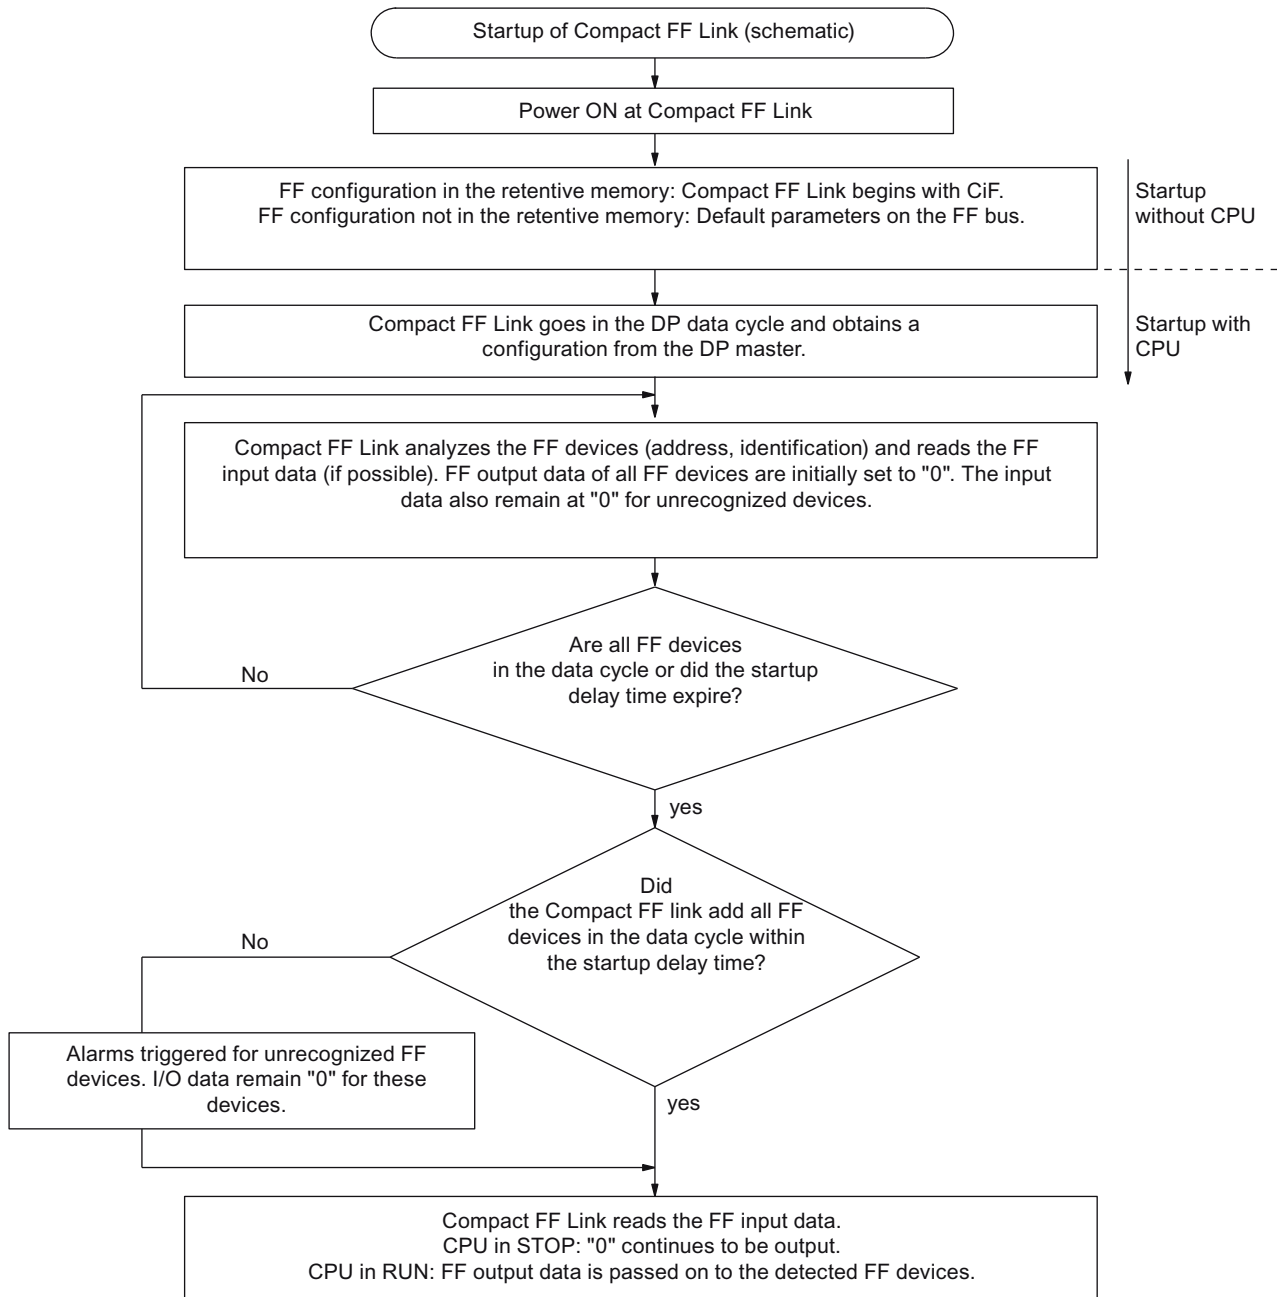 Startup of Compact FF Link (schematic)
Power ON at Compact FF Link
FF configuration in the retentive memory: Compact FF Link begins with CiF.
FF configuration not in the retentive memory: Default parameters on the FF bus.
Startup
without CPU
Compact FF Link goes in the DP data cycle and obtains a
configuration from the DP master.
Startup with
CPU
Compact FF Link analyzes the FF devices (address, identification) and reads the FF
input data (if possible). FF output data of all FF devices are initially set to "0". The input
data also remain at "0" for unrecognized devices.
Are all FF devices
in the data cycle or did the startup
delay time expire?
No
yes
Did
the Compact FF link add all FF
devices in the data cycle within
the startup delay time?
No
Alarms triggered for unrecognized FF
devices. I/O data remain "0" for these
devices.
yes
Compact FF Link reads the FF input data.
CPU in STOP: "0" continues to be output.
CPU in RUN: FF output data is passed on to the detected FF devices.